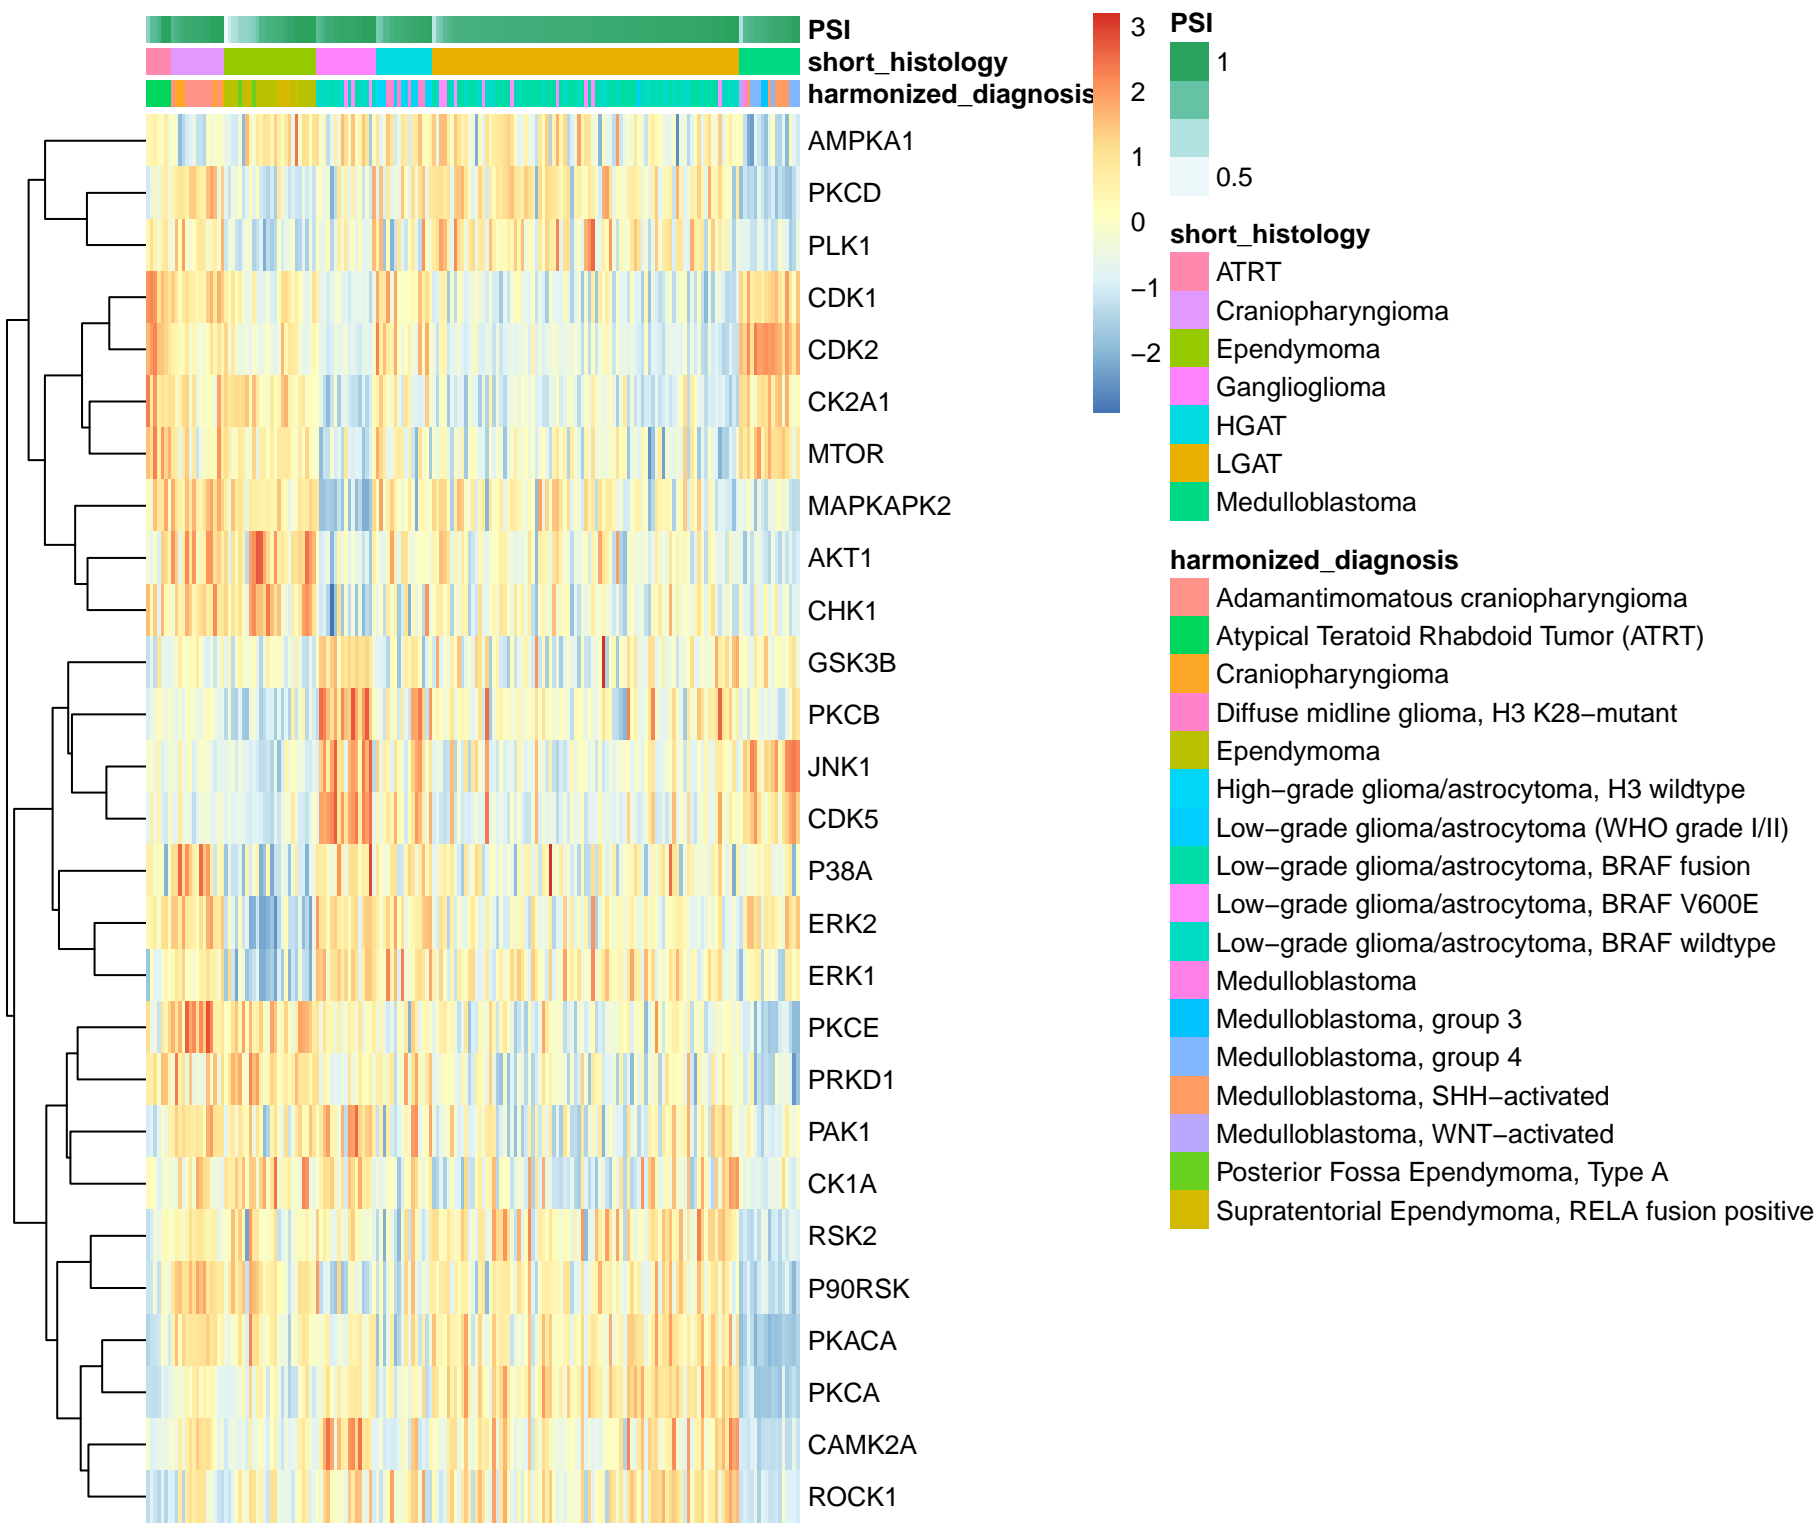 PSI
short_histology
harmonized_diagnosis
AMPKA1
PKCD
PLK1
CDK1
CDK2
CK2A1
MTOR
MAPKAPK2
AKT1
CHK1
GSK3B
PKCB
JNK1
CDK5
P38A
ERK2
ERK1
PKCE
PRKD1
PAK1
CK1A
RSK2
P90RSK
PKACA
PKCA
CAMK2A
ROCK1
3
2
1
0
−1
−2
PSI
1
0.5
short_histology
ATRT
Craniopharyngioma
Ependymoma
Ganglioglioma
HGAT
LGAT
Medulloblastoma
harmonized_diagnosis
Adamantimomatous craniopharyngioma
Atypical Teratoid Rhabdoid Tumor (ATRT)
Craniopharyngioma
Diffuse midline glioma, H3 K28−mutant
Ependymoma
High−grade glioma/astrocytoma, H3 wildtype
Low−grade glioma/astrocytoma (WHO grade I/II)
Low−grade glioma/astrocytoma, BRAF fusion
Low−grade glioma/astrocytoma, BRAF V600E
Low−grade glioma/astrocytoma, BRAF wildtype
Medulloblastoma
Medulloblastoma, group 3
Medulloblastoma, group 4
Medulloblastoma, SHH−activated
Medulloblastoma, WNT−activated
Posterior Fossa Ependymoma, Type A
Supratentorial Ependymoma, RELA fusion positive